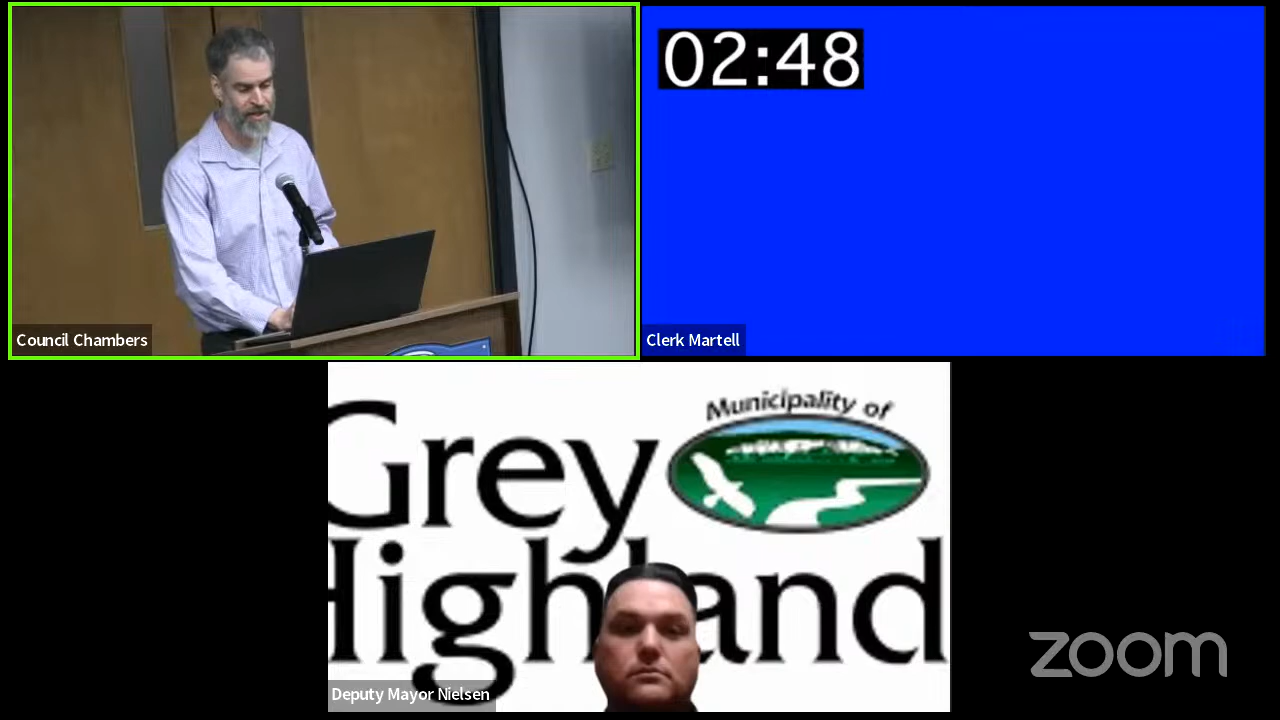 02:48
Council Chambers
Clerk Martell
Municipality of
Grey
Highland
Deputy Mayor Nielsen
zoom